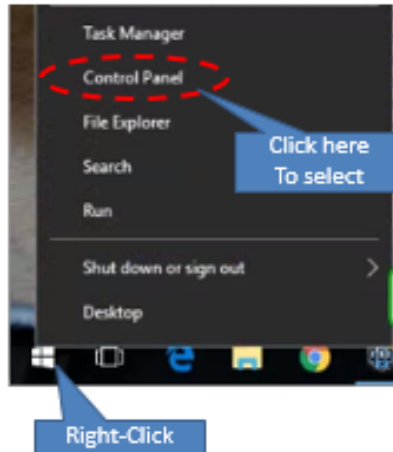 Task Manager
Control Panel
File Explorer
Click here
To select
Search
Run
Shut down or sign out
Desktop
Right-Click